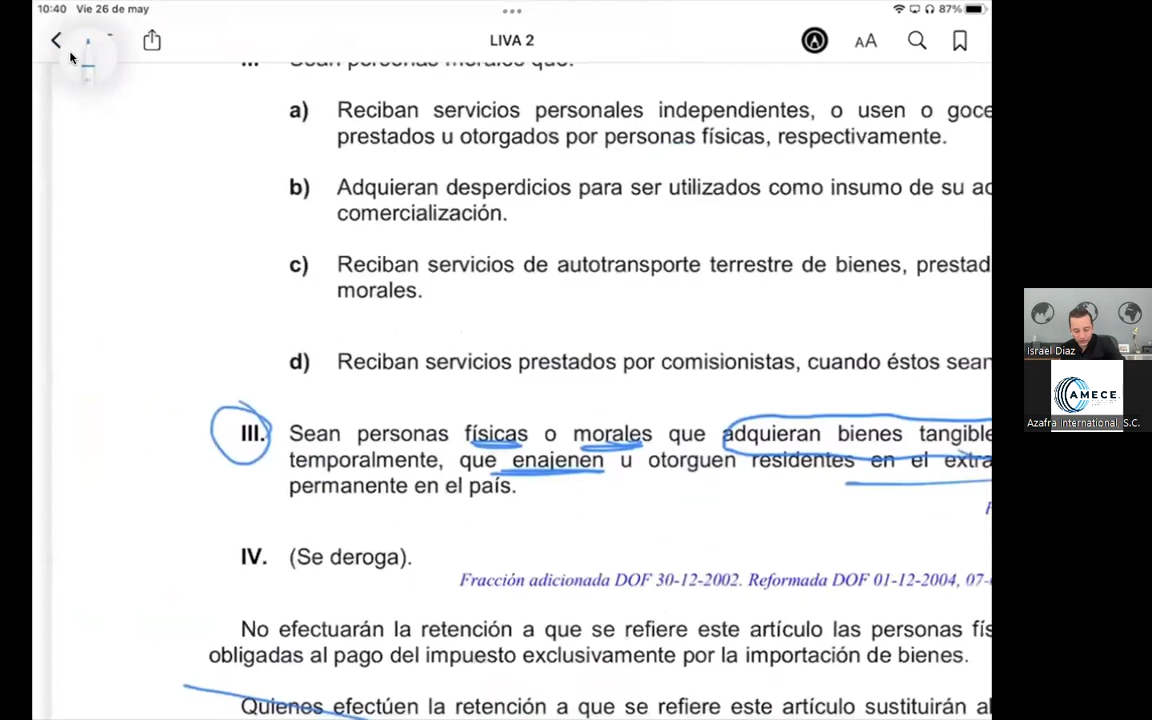 10:40 Vie 26 de may
87%
LIVA 2
AA
Sean personas morales que:
a) Reciban servicios personales independientes, o usen o goce
prestados u otorgados por personas físicas, respectivamente.
b) Adquieran desperdicios para ser utilizados como insumo de su ac
comercialización.
c) Reciban servicios de autotransporte terrestre de bienes, prestad
morales.
d) Reciban servicios prestados por comisionistas, cuando éstos sean
III. Sean personas físicas o morales que adquieran bienes tangible
temporalmente, que enajenen u otorguen residentes en el extra
permanente en el país.
IV. (Se deroga).
Fracción adicionada DOF 30-12-2002. Reformada DOF 01-12-2004, 07-
No efectuarán la retención a que se refiere este artículo las personas fís
obligadas al pago del impuesto exclusivamente por la importación de bienes.
Quienes efectúen la retención a que se refiere este artículo sustituirán al
Israel Diaz
AMECE
Azafra International, S.C.